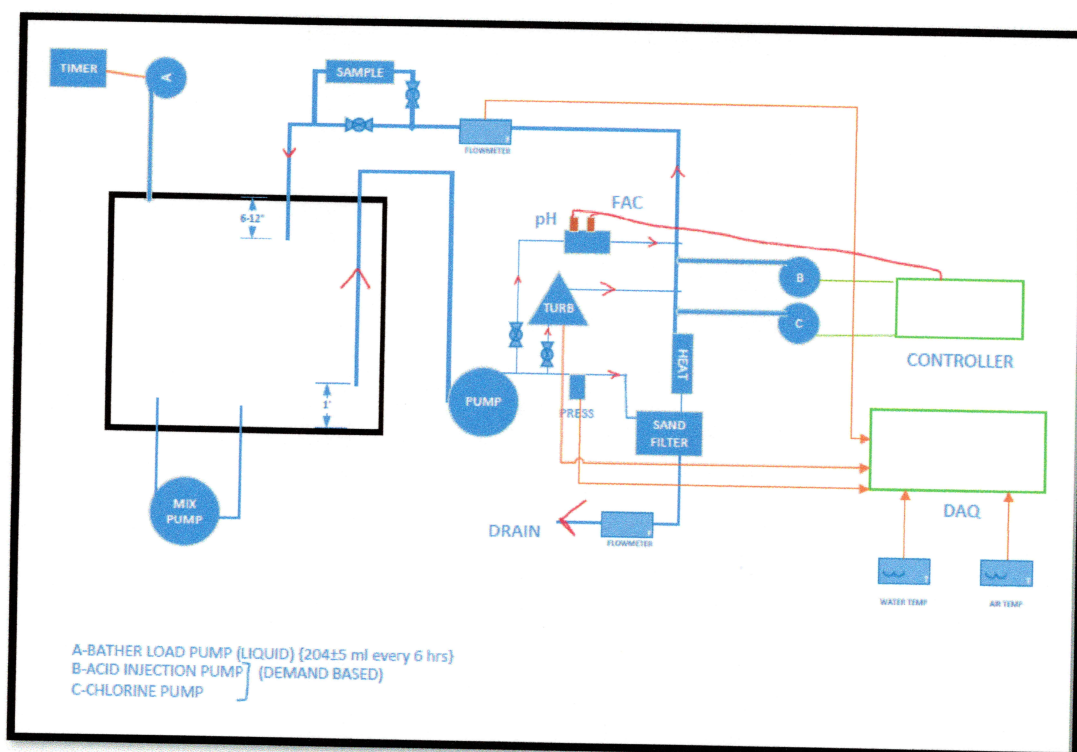 TIMER
A
SAMPLE
FLOWMETER
6-12"
pH
FAC
TURB
B
C
CONTROLLER
HEAT
PUMP
PRESS
1'
SAND
FILTER
MIX
PUMP
DRAIN
FLOWMETER
DAQ
WATER TEMP
AIR TEMP
A-BATHER LOAD PUMP (LIQUID) {204±5 ml every 6 hrs}
B-ACID INJECTION PUMP (DEMAND BASED)
C-CHLORINE PUMP